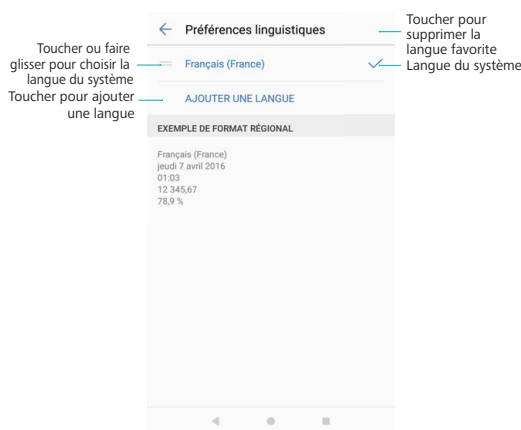 Préférences linguistiques
Toucher pour
supprimer la
langue favorite
Toucher ou faire
glisser pour choisir la
langue du système
Français (France)
Langue du système
Toucher pour ajouter
une langue
AJOUTER UNE LANGUE
EXEMPLE DE FORMAT RÉGIONAL
Français (France)
jeudi 7 avril 2016
01:03
12 345,67
78,9 %